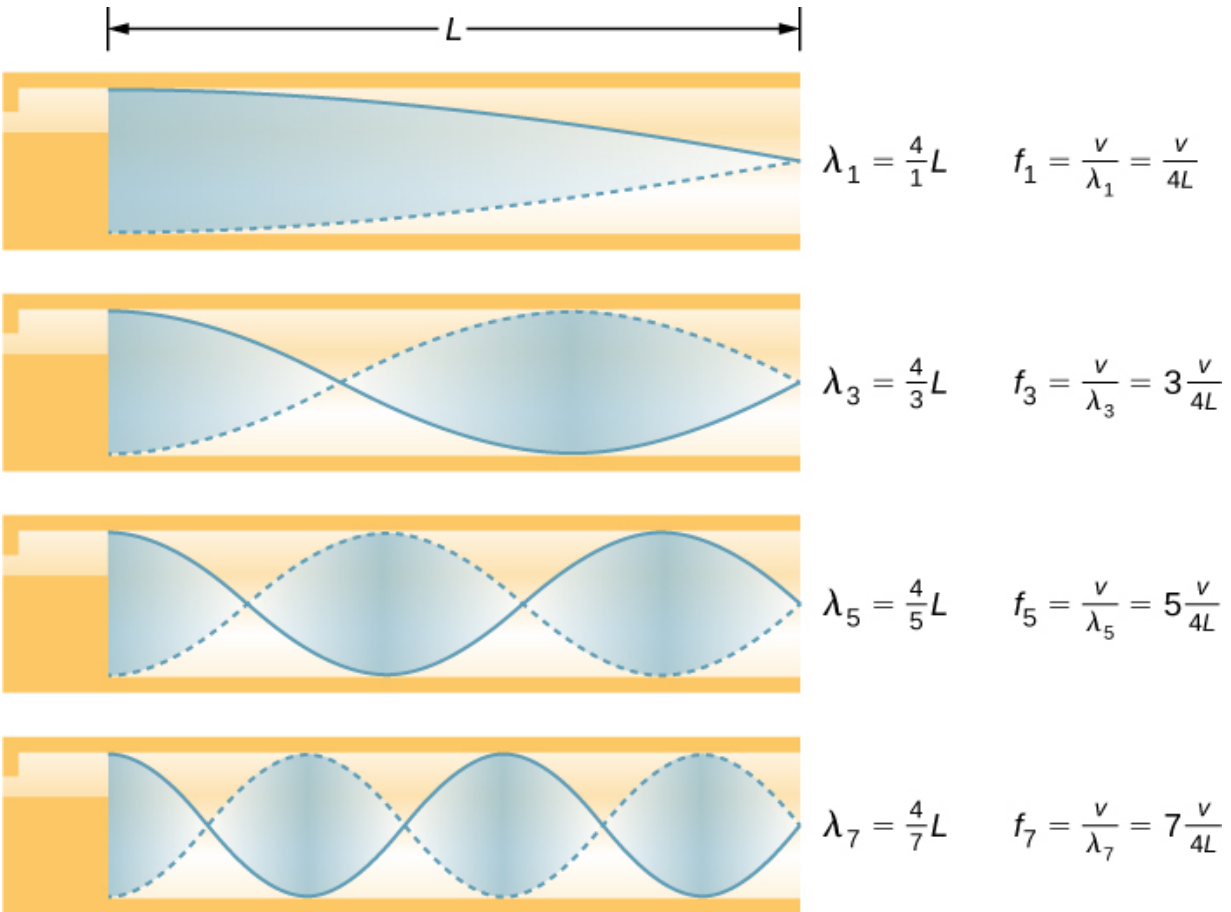 L
λ₁ = 4/1 L f₁ = v/λ₁ = v/4L
λ₃ = 4/3 L f₃ = v/λ₃ = 3 v/4L
λ₅ = 4/5 L f₅ = v/λ₅ = 5 v/4L
λ₇ = 4/7 L f₇ = v/λ₇ = 7 v/4L